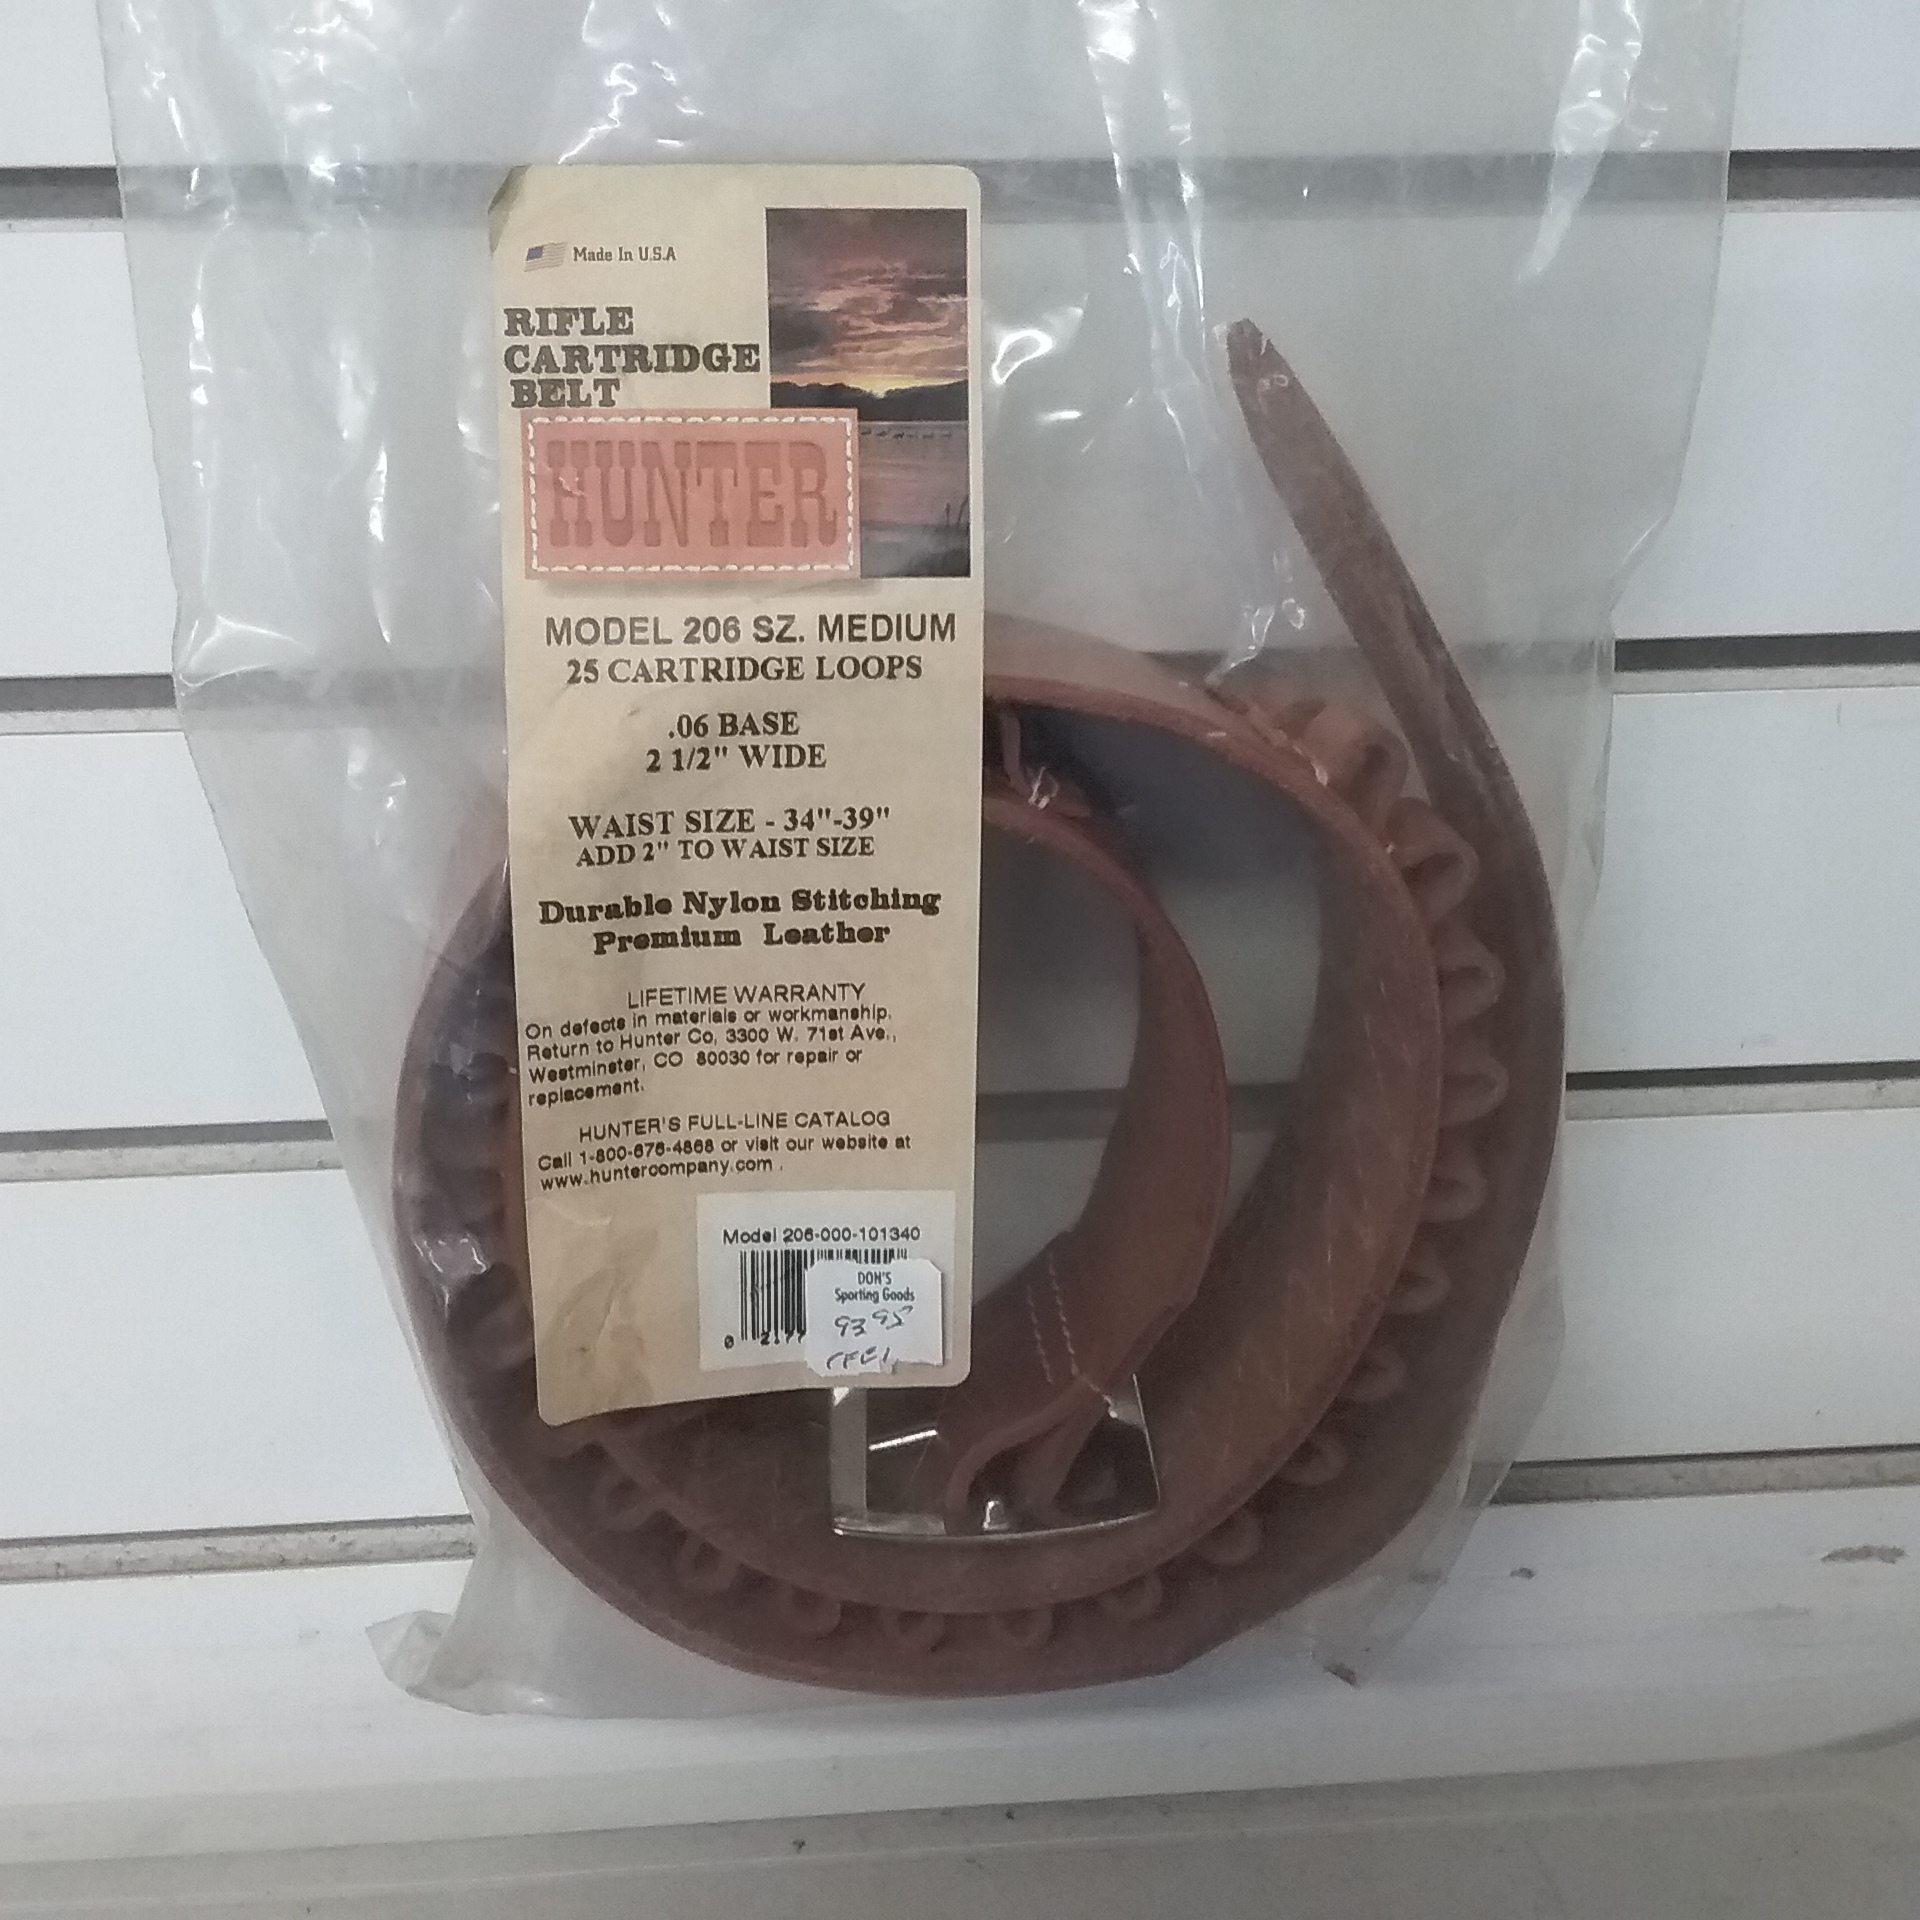 Made In U.S.A
RIFLE
CARTRIDGE
BELT
HUNTER
MODEL 206 SZ. MEDIUM
25 CARTRIDGE LOOPS
.06 BASE
2 1/2" WIDE
WAIST SIZE - 34"-39"
ADD 2" TO WAIST SIZE
Durable Nylon Stitching
Premium Leather
LIFETIME WARRANTY
On defects in materials or workmanship.
Return to Hunter Co, 3300 W. 71st Ave.,
Westminster, CO 80030 for repair or
replacement.
HUNTER'S FULL-LINE CATALOG
Call 1-800-676-4868 or visit our website at
www.huntercompany.com .
Model 206-000-101340
DON'S
Sporting Goods
93 95
0 2177